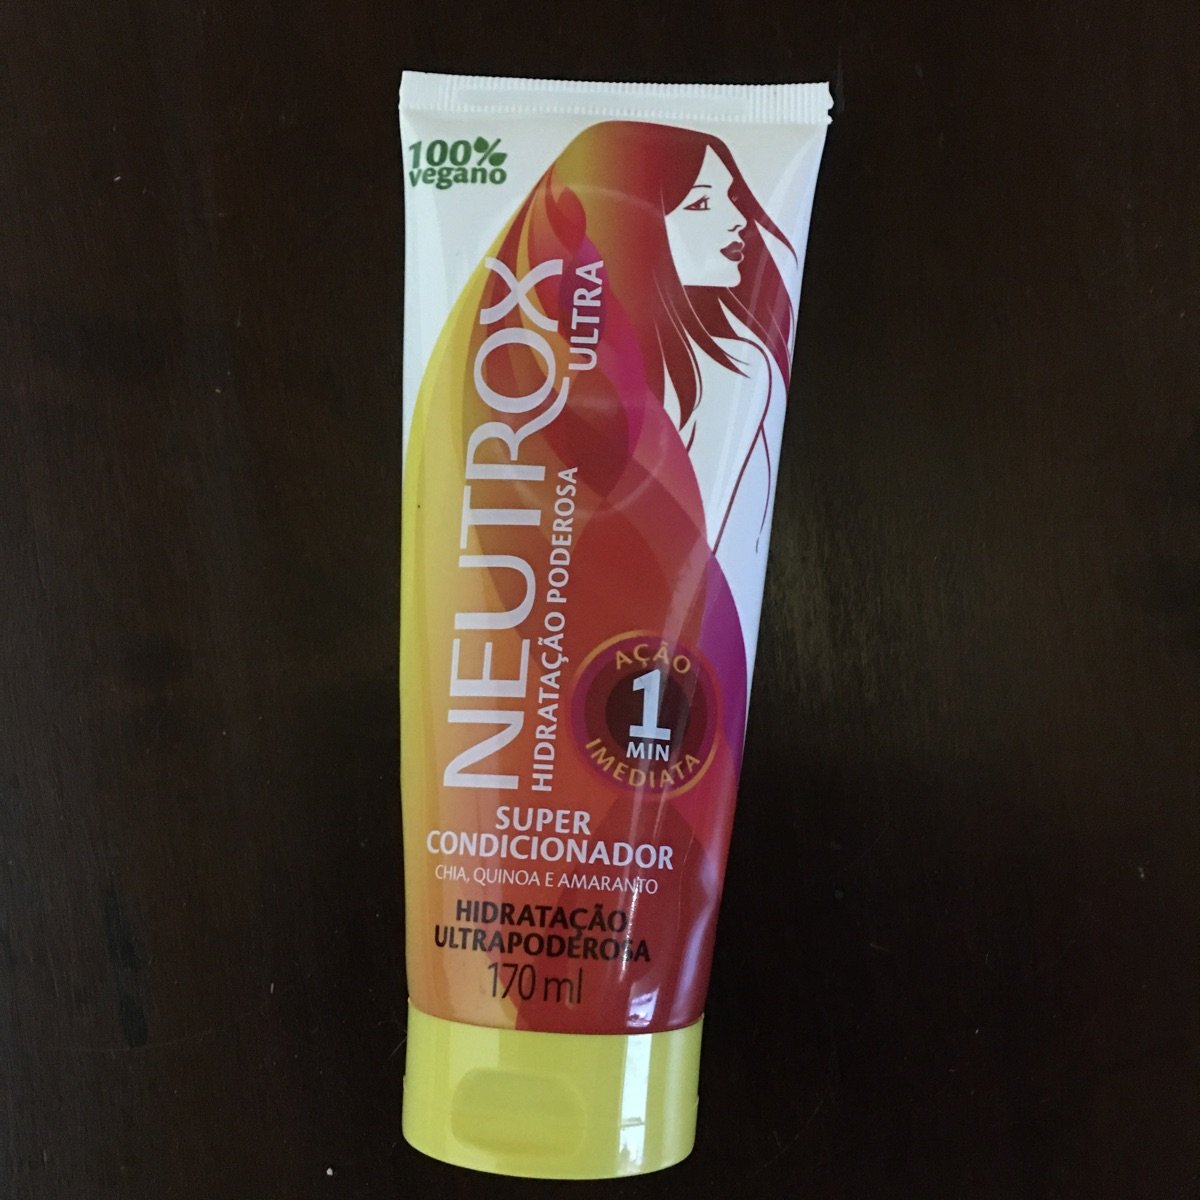 100%
vegano
NEUTROX
ULTRA
HIDRATAÇÃO PODEROSA
AÇÃO
1
MIN
IMEDIATA
SUPER
CONDICIONADOR
CHIA, QUINOA E AMARANTO
HIDRATAÇÃO
ULTRAPODEROSA
170 ml